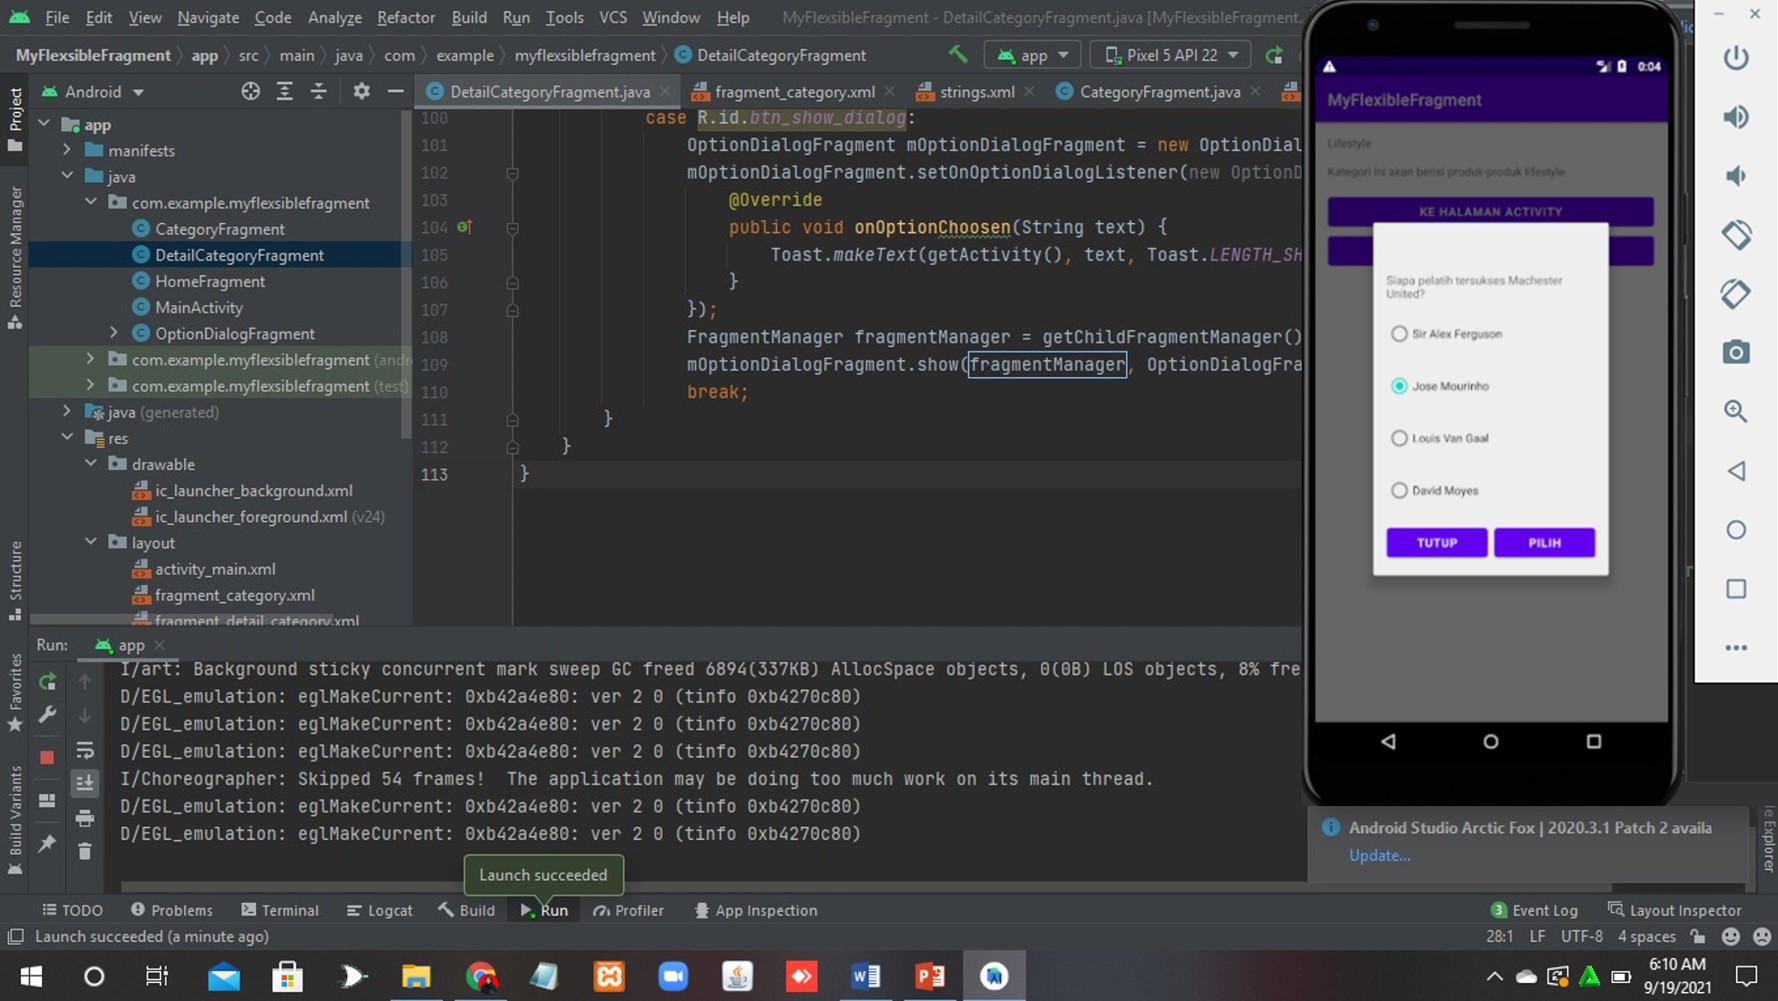 File Edit View Navigate Code Analyze Refactor Build Run Tools VCS Window Help MyFlexsibleFragment - DetailCategoryFragment.java [MyFlexsibleFragment.
MyFlexsibleFragment app src main java com example myflexsiblefragment DetailCategoryFragment app Pixel 5 API 22
Android
DetailCategoryFragment.java fragment_category.xml strings.xml CategoryFragment.java
Project
Resource Manager
Structure
Favorites
Build Variants
app
manifests
java
com.example.myflexsiblefragment
CategoryFragment
DetailCategoryFragment
HomeFragment
MainActivity
OptionDialogFragment
com.example.myflexsiblefragment (andr
com.example.myflexsiblefragment (test)
java (generated)
res
drawable
ic_launcher_background.xml
ic_launcher_foreground.xml (v24)
layout
activity_main.xml
fragment_category.xml
fragment_detail_category.xml
100 case R.id.btn_show_dialog:
101 OptionDialogFragment mOptionDialogFragment = new OptionDial
102 mOptionDialogFragment.setOnOptionDialogListener(new OptionD
103 @Override
104 public void onOptionChoosen(String text) {
105 Toast.makeText(getActivity(), text, Toast.LENGTH_SH
106 }
107 });
108 FragmentManager fragmentManager = getChildFragmentManager()
109 mOptionDialogFragment.show(fragmentManager, OptionDialogFra
110 break;
111 }
112 }
113 }
0:04
MyFlexibleFragment
Lifestyle
Kategori ini akan berisi produk-produk lifestyle
KE HALAMAN ACTIVITY
Siapa pelatih tersukses Machester
United?
Sir Alex Ferguson
Jose Mourinho
Louis Van Gaal
David Moyes
TUTUP PILIH
Run: app
I/art: Background sticky concurrent mark sweep GC freed 6894(337KB) AllocSpace objects, 0(0B) LOS objects, 8% fre
D/EGL_emulation: eglMakeCurrent: 0xb42a4e80: ver 2 0 (tinfo 0xb4270c80)
D/EGL_emulation: eglMakeCurrent: 0xb42a4e80: ver 2 0 (tinfo 0xb4270c80)
D/EGL_emulation: eglMakeCurrent: 0xb42a4e80: ver 2 0 (tinfo 0xb4270c80)
I/Choreographer: Skipped 54 frames!  The application may be doing too much work on its main thread.
D/EGL_emulation: eglMakeCurrent: 0xb42a4e80: ver 2 0 (tinfo 0xb4270c80)
D/EGL_emulation: eglMakeCurrent: 0xb42a4e80: ver 2 0 (tinfo 0xb4270c80)
Launch succeeded
Android Studio Arctic Fox | 2020.3.1 Patch 2 availa
Update...
le Explorer
TODO Problems Terminal Logcat Build Run Profiler App Inspection 3 Event Log Layout Inspector
Launch succeeded (a minute ago) 28:1 LF UTF-8 4 spaces
6:10 AM
9/19/2021